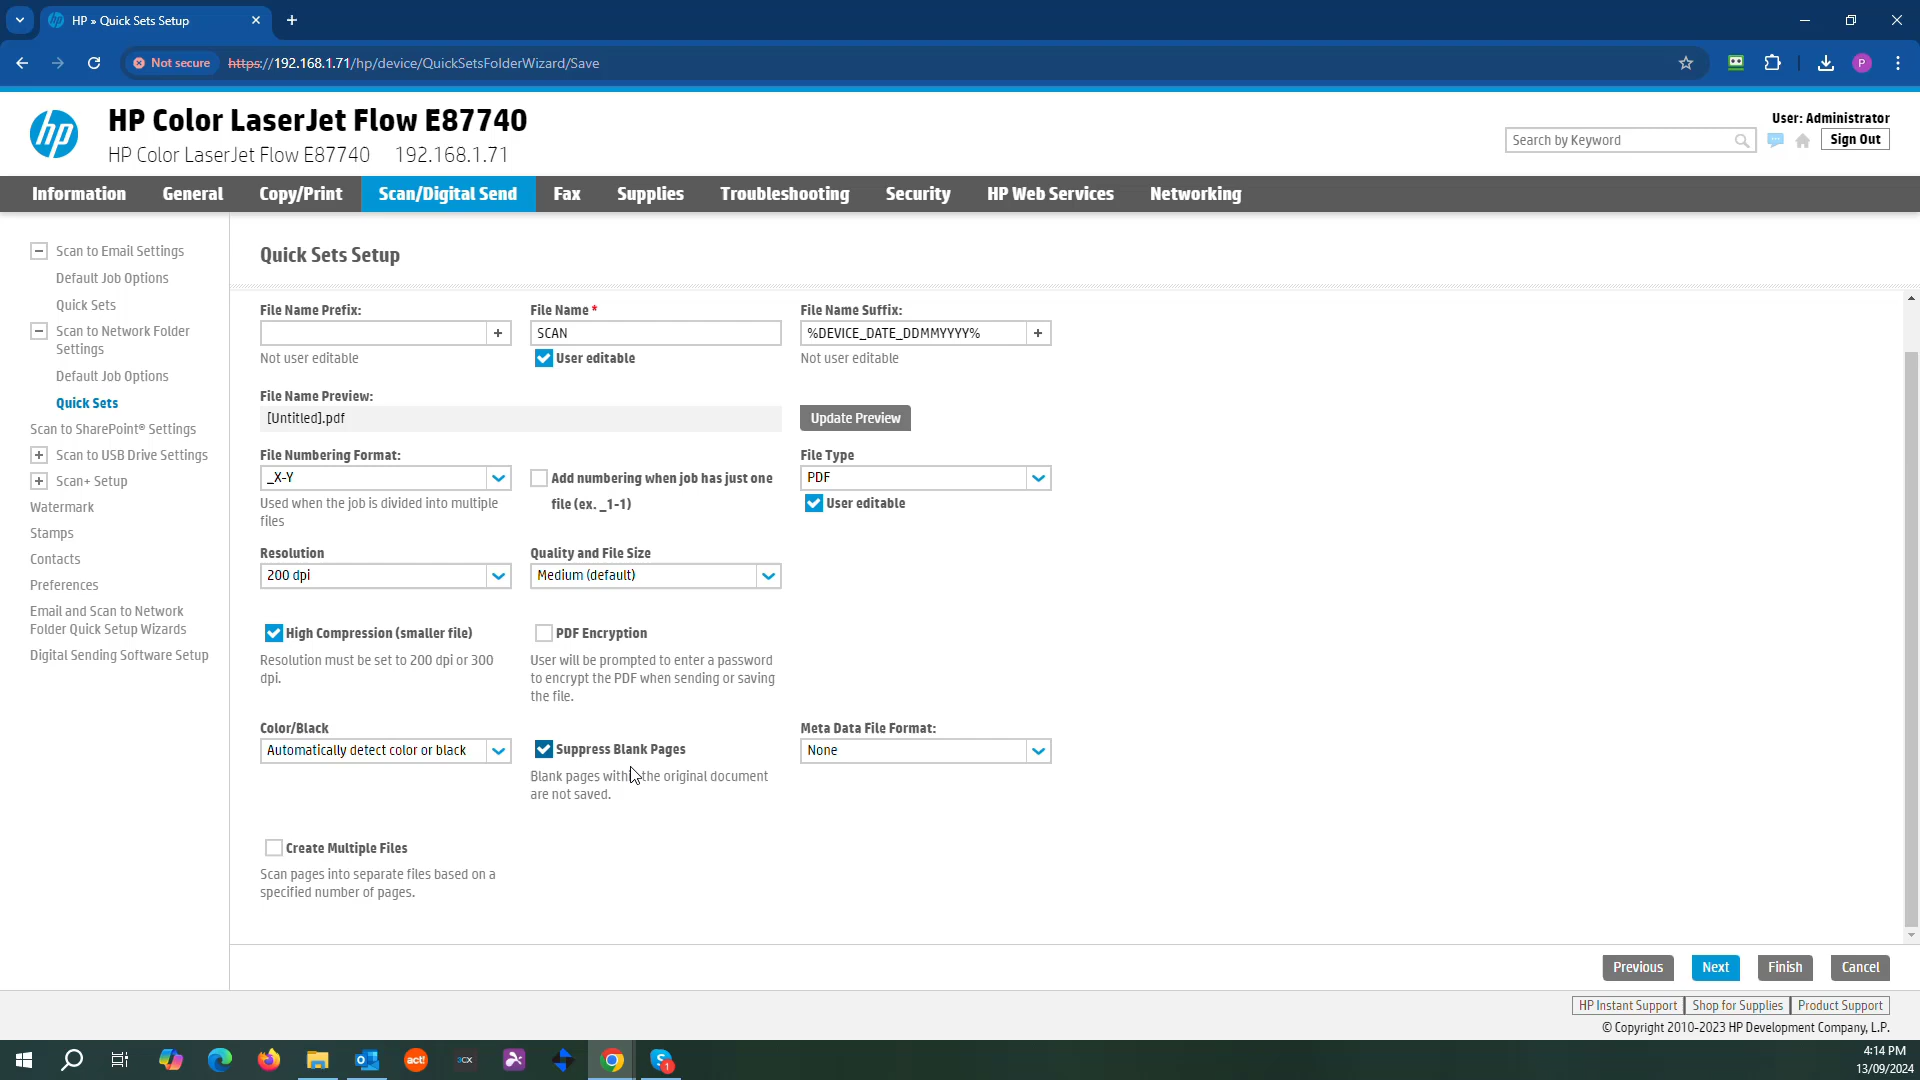 HP » Quick Sets Setup
Not secure
https://192.168.1.71/hp/device/QuickSetsFolderWizard/Save
P
hp
HP Color LaserJet Flow E87740
HP Color LaserJet Flow E87740 192.168.1.71
User: Administrator
Search by Keyword
Sign Out
Information General Copy/Print Scan/Digital Send Fax Supplies Troubleshooting Security HP Web Services Networking
Scan to Email Settings
Default Job Options
Quick Sets
Scan to Network Folder
Settings
Default Job Options
Quick Sets
Scan to SharePoint® Settings
Scan to USB Drive Settings
Scan+ Setup
Watermark
Stamps
Contacts
Preferences
Email and Scan to Network
Folder Quick Setup Wizards
Digital Sending Software Setup
Quick Sets Setup
File Name Prefix: File Name * File Name Suffix:
+ SCAN %DEVICE_DATE_DDMMYYYY% +
Not user editable User editable Not user editable
File Name Preview:
[Untitled].pdf Update Preview
File Numbering Format: File Type
_X-Y Add numbering when job has just one PDF
Used when the job is divided into multiple file (ex. _1-1) User editable
files
Resolution Quality and File Size
200 dpi Medium (default)
High Compression (smaller file) PDF Encryption
Resolution must be set to 200 dpi or 300 User will be prompted to enter a password
dpi. to encrypt the PDF when sending or saving
the file.
Color/Black Meta Data File Format:
Automatically detect color or black Suppress Blank Pages None
Blank pages within the original document
are not saved.
Create Multiple Files
Scan pages into separate files based on a
specified number of pages.
Previous Next Finish Cancel
HP Instant Support Shop for Supplies Product Support
© Copyright 2010-2023 HP Development Company, L.P.
act! 3CX 1
4:14 PM
13/09/2024